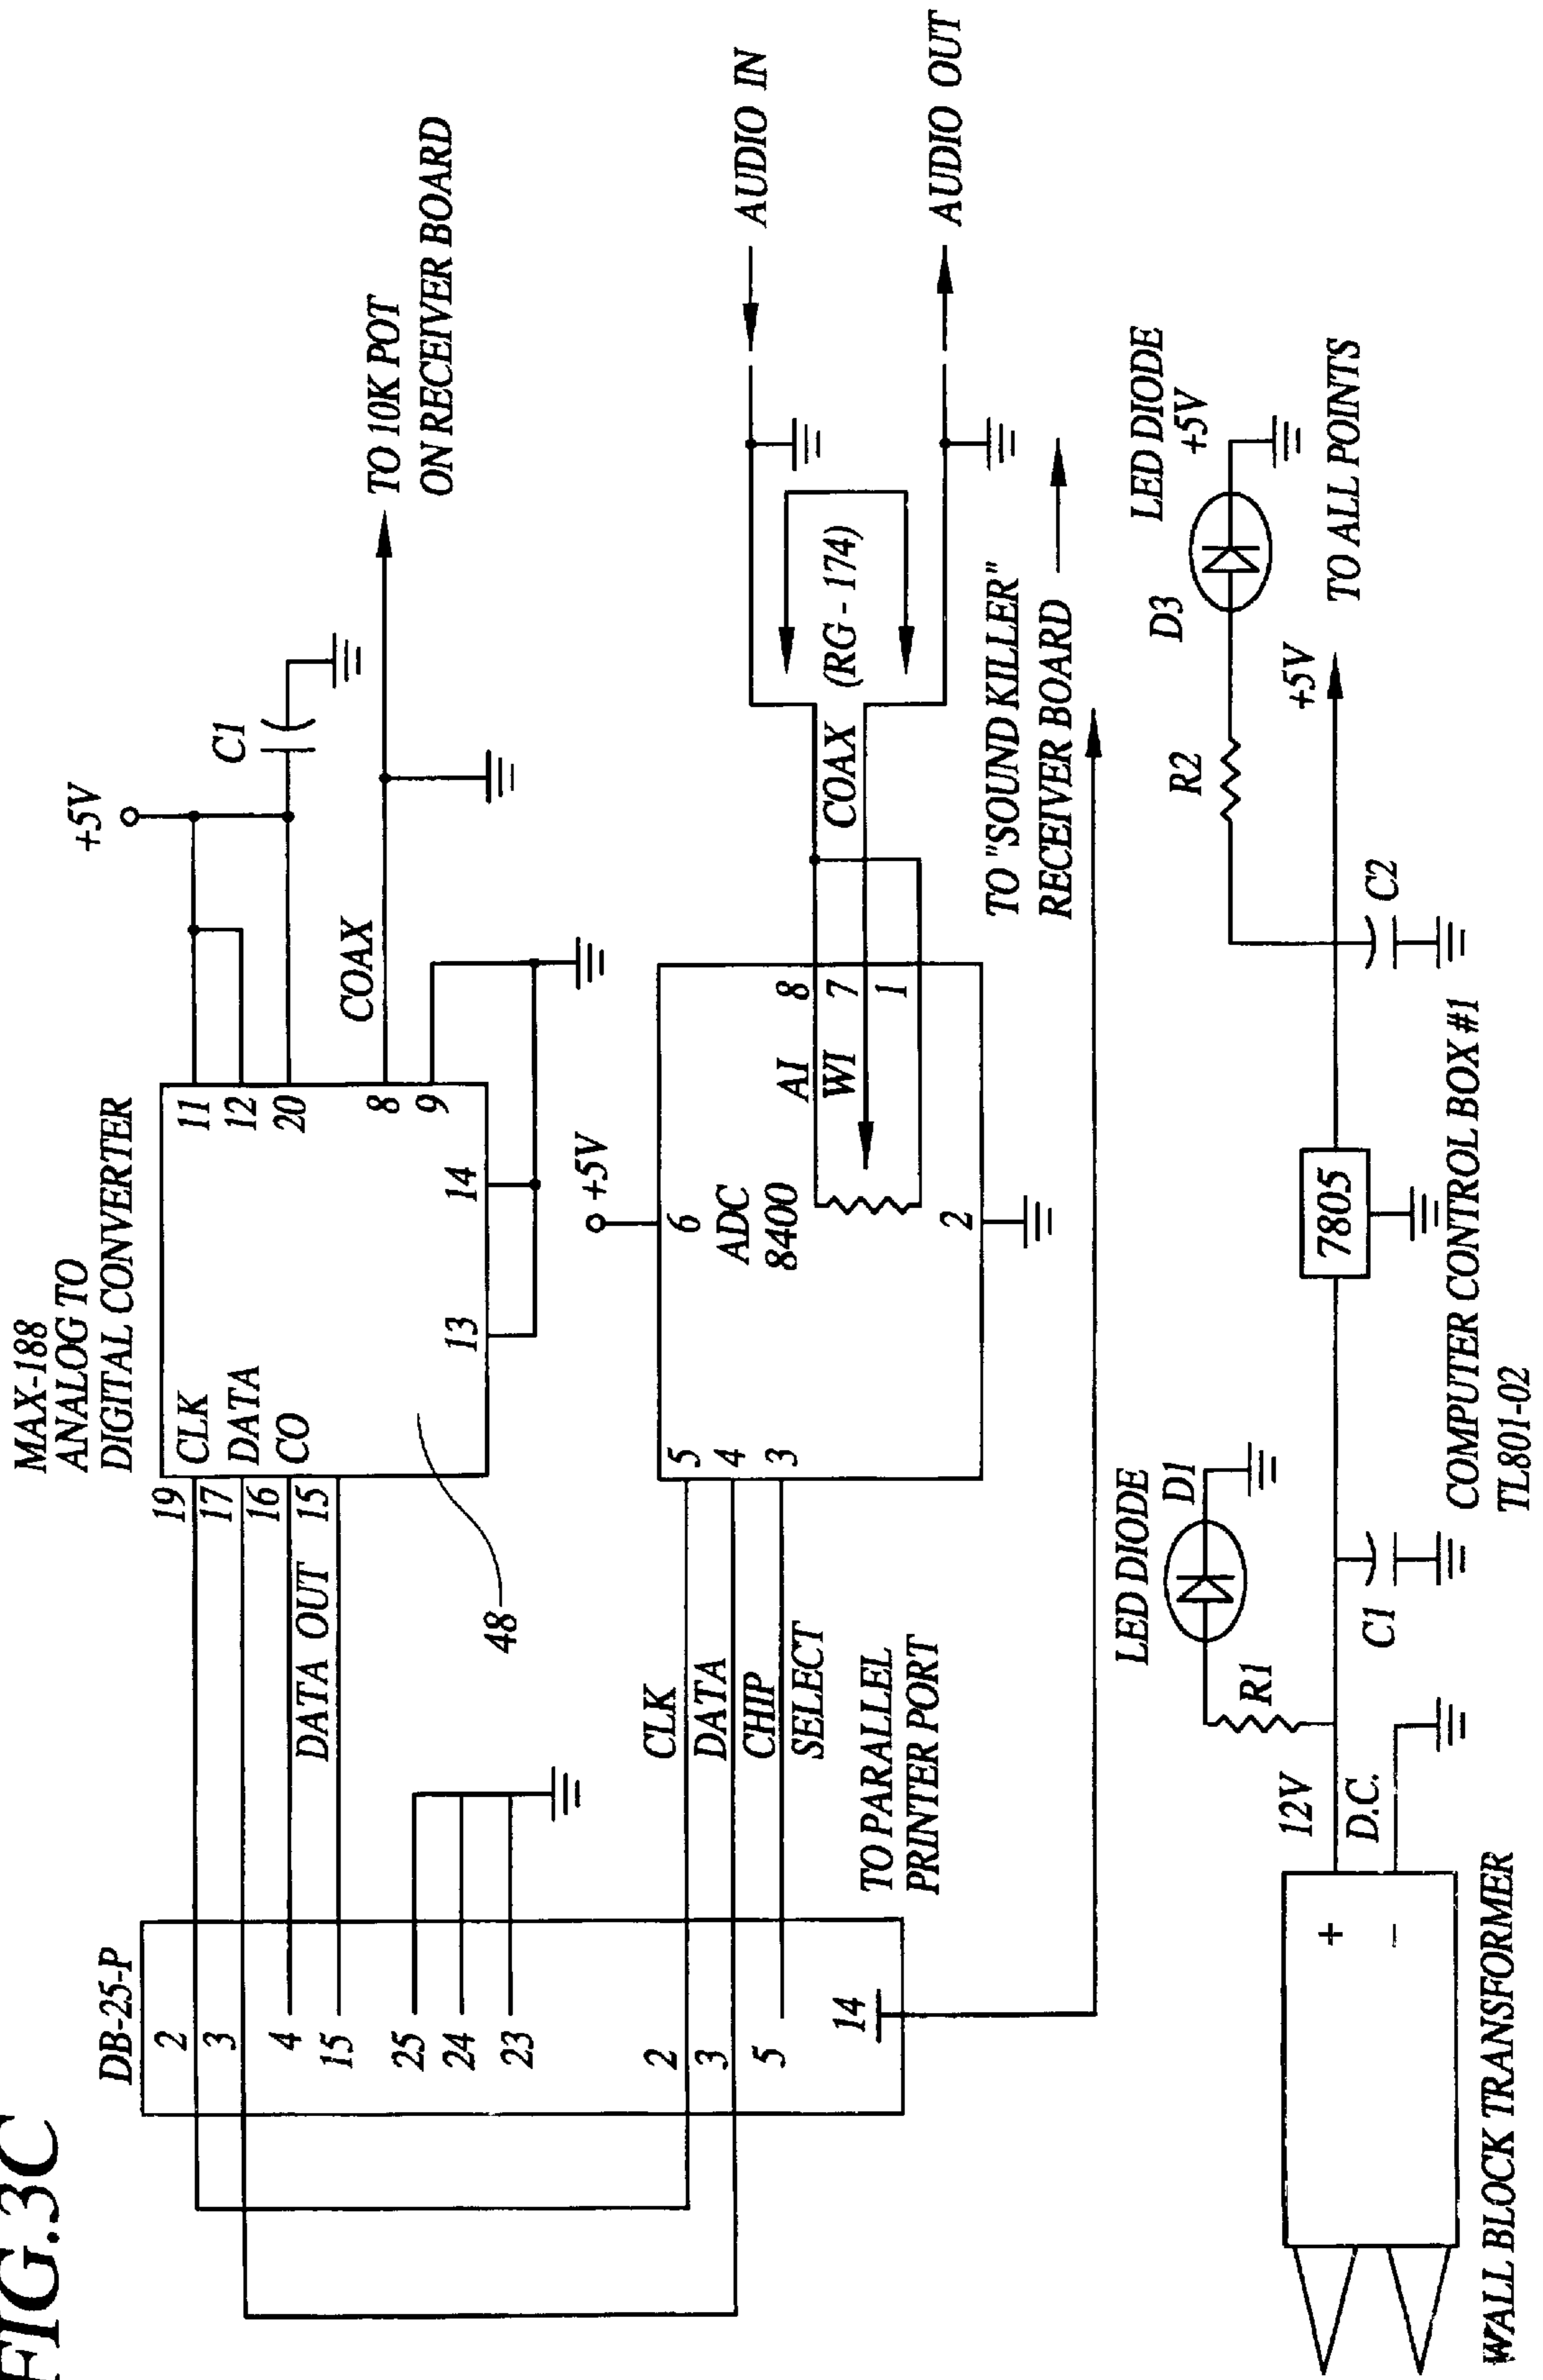 FIG.3C
MAX-188
ANALOG TO
DIGITAL CONVERTER
DB-25-P
2
3
4
15
25
24
23
2
3
5
14
19
17
16
15
DATA OUT
CLK
DATA
CO
13
14
11
12
20
8
9
48
+5V
C1
COAX
TO 10K POT
ON RECEIVER BOARD
CLK
DATA
CHIP
SELECT
TO PARALLEL
PRINTER PORT
5
4
3
6
+5V
ADC
8400
2
AI
WI
8
7
1
COAX
(RG - 174)
AUDIO IN
AUDIO OUT
TO "SOUND KILLER"
RECEIVER BOARD
WALL BLOCK TRANSFORMER
+
–
12V
D.C.
R1
LED DIODE
D1
C1
7805
COMPUTER CONTROL BOX #1
TL801-02
C2
R2
D3
LED DIODE
+5V
+5V
TO ALL POINTS